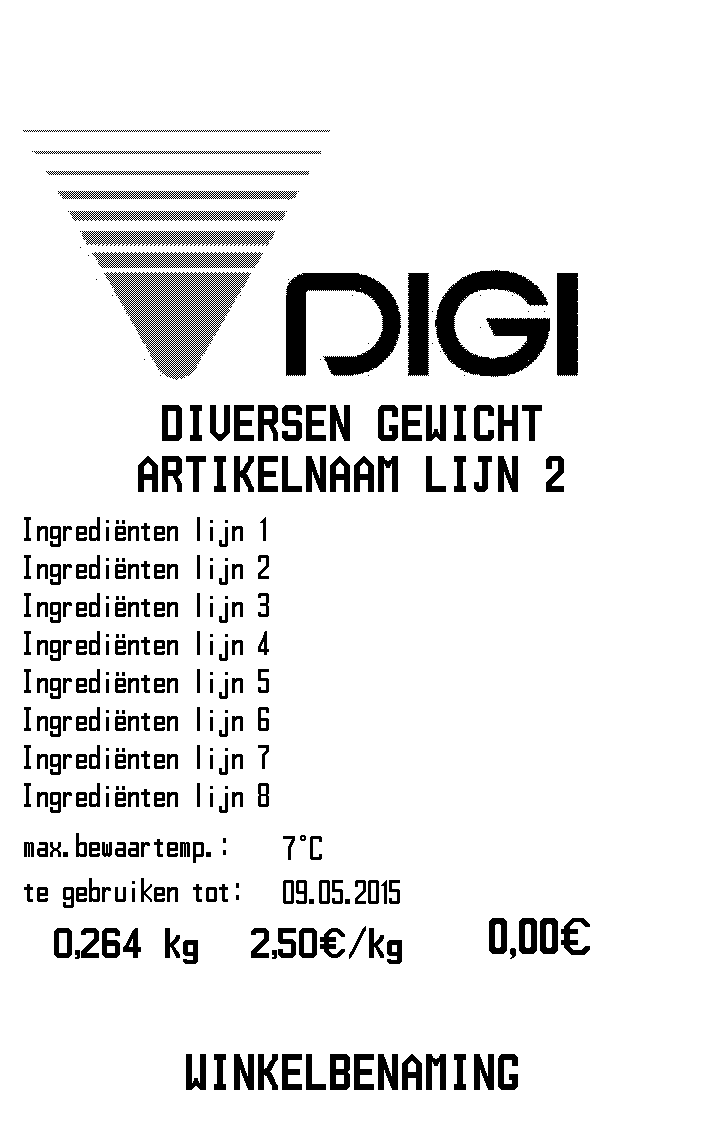 DIGI
DIVERSEN GEWICHT
ARTIKELNAAM LIJN 2
Ingrediënten lijn 1
Ingrediënten lijn 2
Ingrediënten lijn 3
Ingrediënten lijn 4
Ingrediënten lijn 5
Ingrediënten lijn 6
Ingrediënten lijn 7
Ingrediënten lijn 8
max.bewaartemp.: 7°C
te gebruiken tot: 09.05.2015
0,264 kg 2,50€/kg 0,00€
WINKELBENAMING